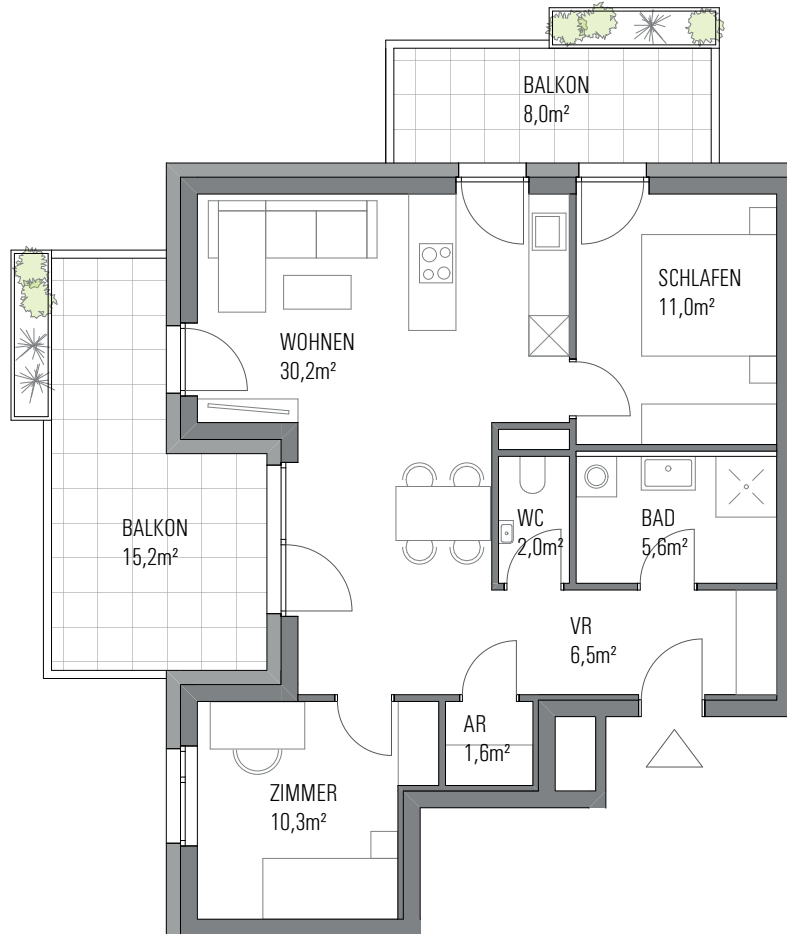 BALKON
8,0m²
SCHLAFEN
11,0m²
WOHNEN
30,2m²
BALKON
15,2m²
WC
2,0m²
BAD
5,6m²
VR
6,5m²
AR
1,6m²
ZIMMER
10,3m²